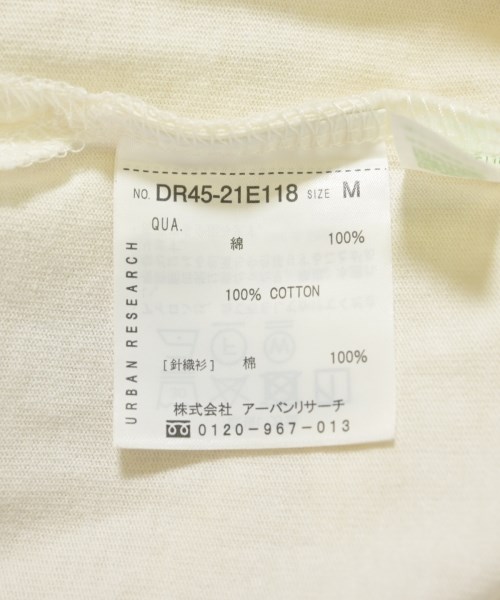 NO. DR45-21E118 SIZE M
QUA.
綿 100%
100% COTTON
[針織衫] 棉 100%
株式会社 アーバンリサーチ
0120-967-013
URBAN RESEARCH